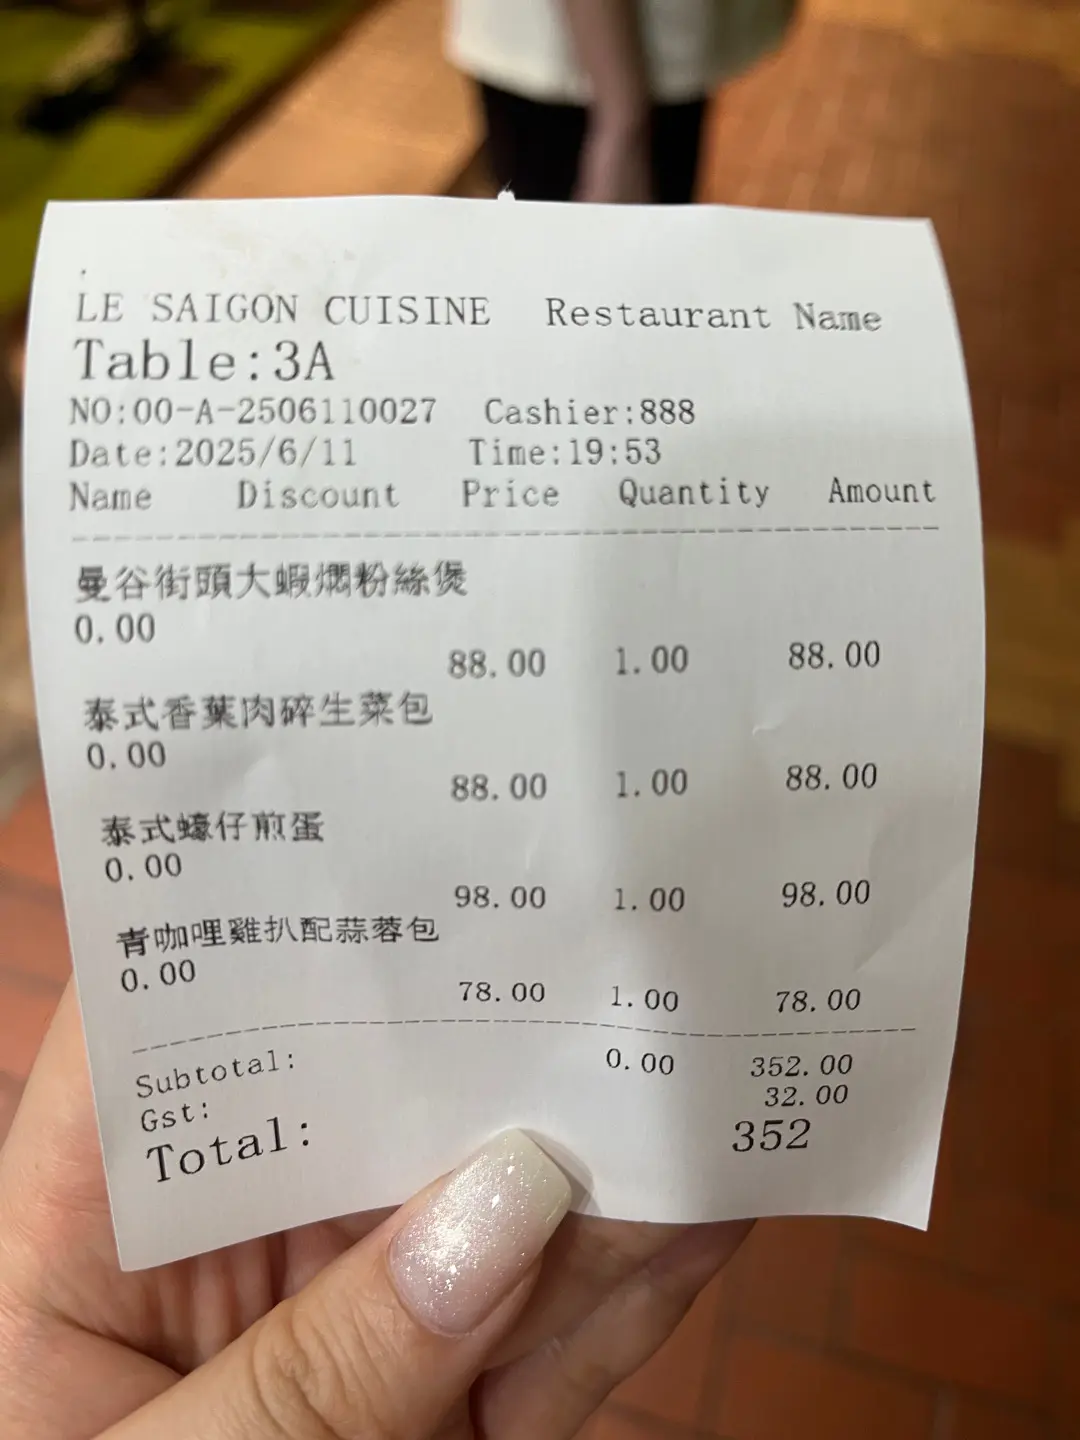 LE SAIGON CUISINE Restaurant Name
Table:3A
NO:00-A-2506110027 Cashier:888
Date:2025/6/11 Time:19:53
Name Discount Price Quantity Amount
曼谷街頭大蝦燜粉絲煲
0.00
88.00 1.00 88.00
泰式香葉肉碎生菜包
0.00
88.00 1.00 88.00
泰式蠔仔煎蛋
0.00
98.00 1.00 98.00
青咖哩雞扒配蒜蓉包
0.00
78.00 1.00 78.00
Subtotal: 0.00 352.00
Gst: 32.00
Total: 352